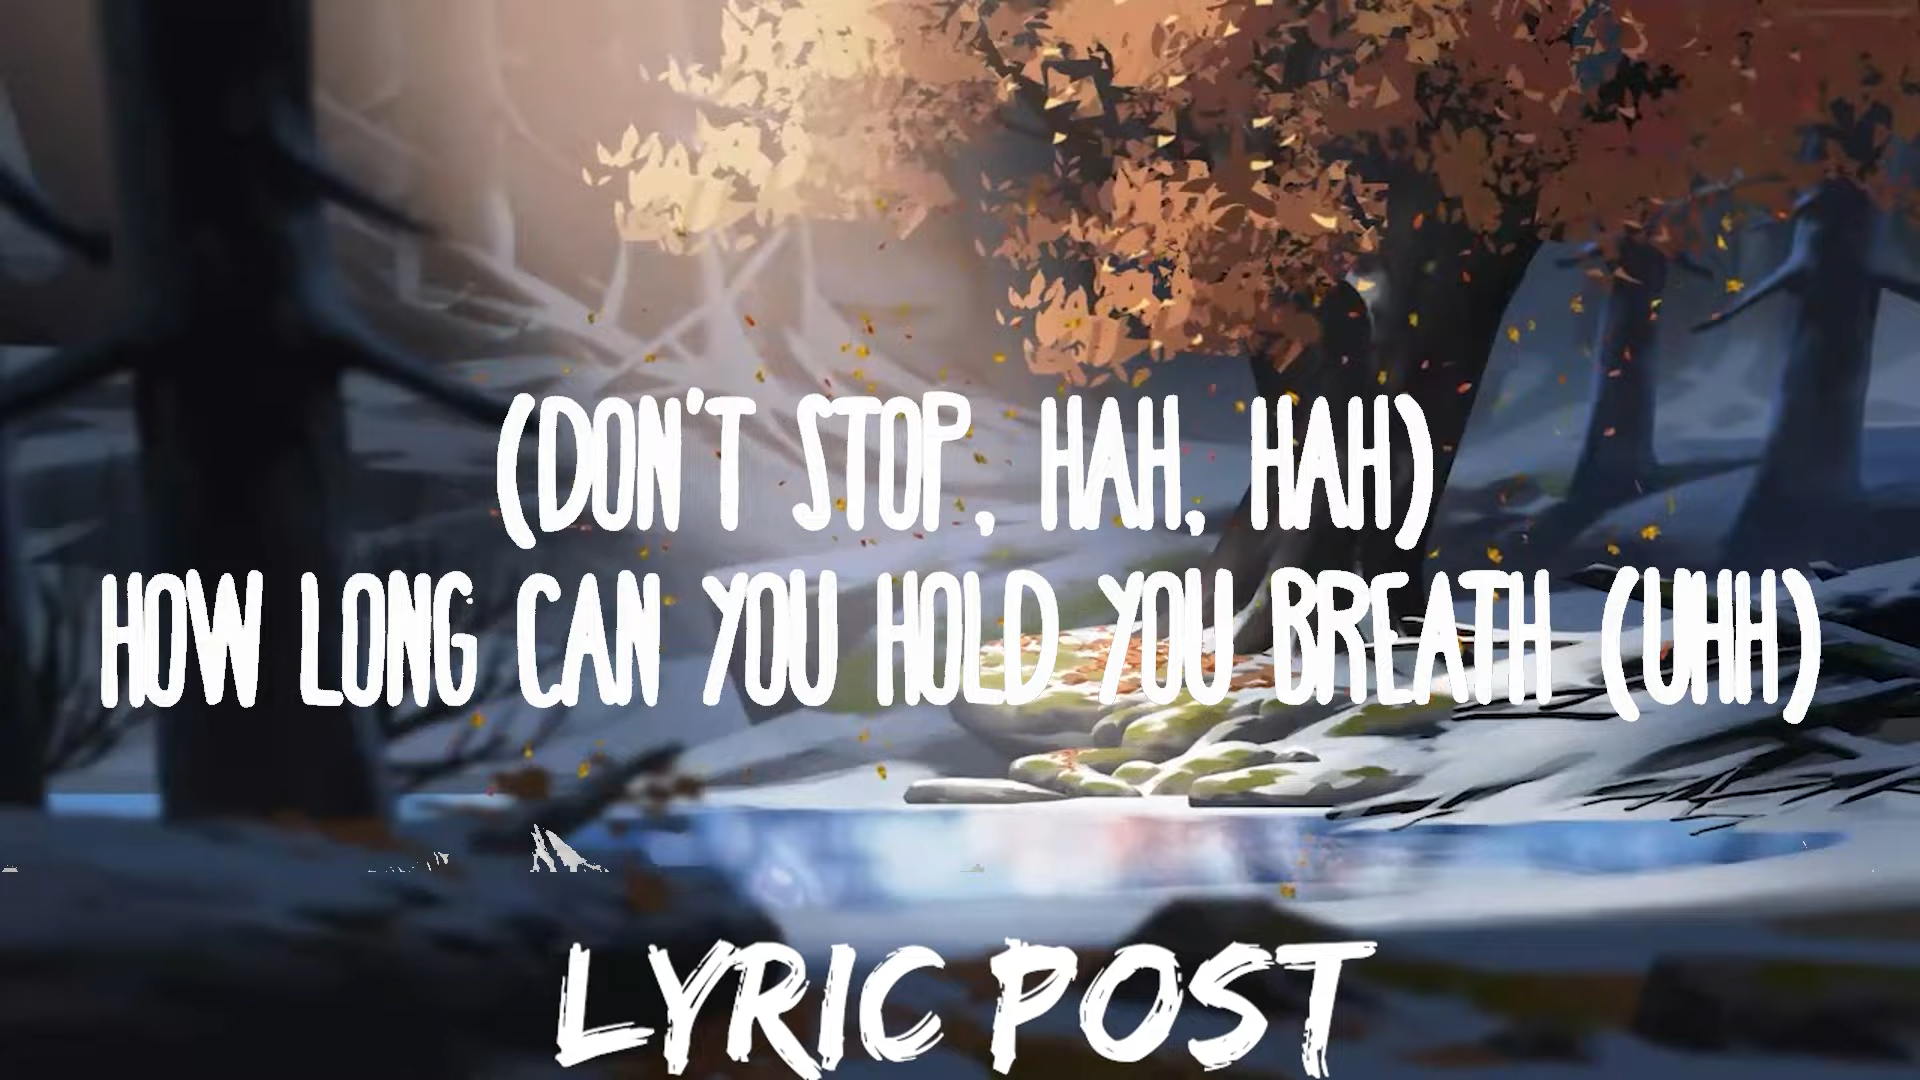 (DON'T STOP, HAH, HAH)
HOW LONG CAN YOU HOLD YOU BREATH (UHH)
LYRIC POST